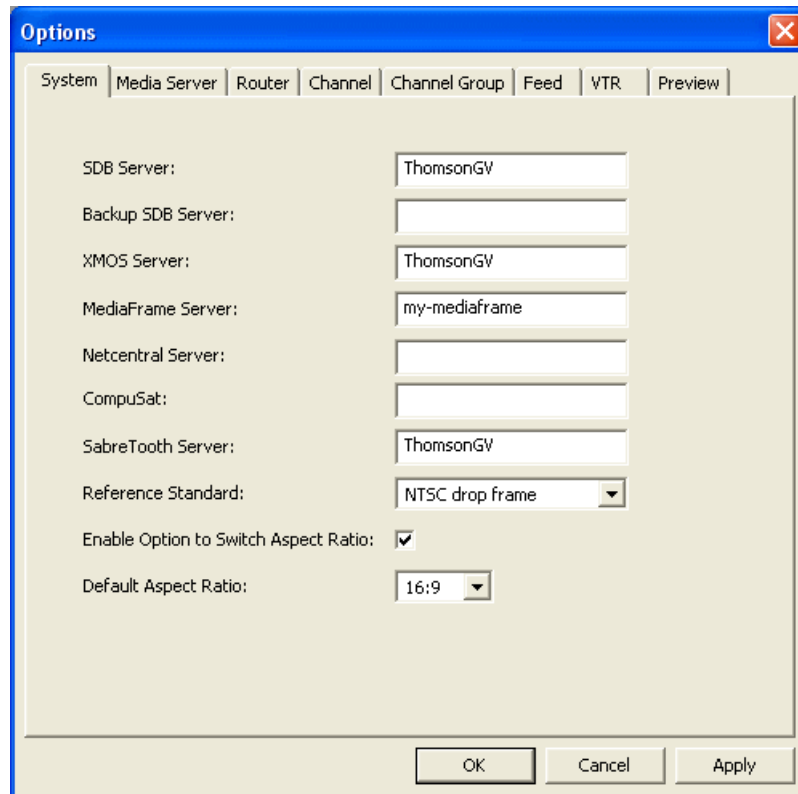 Options
System Media Server Router Channel Channel Group Feed VTR Preview
SDB Server: ThomsonGV
Backup SDB Server:
XMOS Server: ThomsonGV
MediaFrame Server: my-mediaframe
Netcentral Server:
CompuSat:
SabreTooth Server: ThomsonGV
Reference Standard: NTSC drop frame
Enable Option to Switch Aspect Ratio:
Default Aspect Ratio: 16:9
OK Cancel Apply